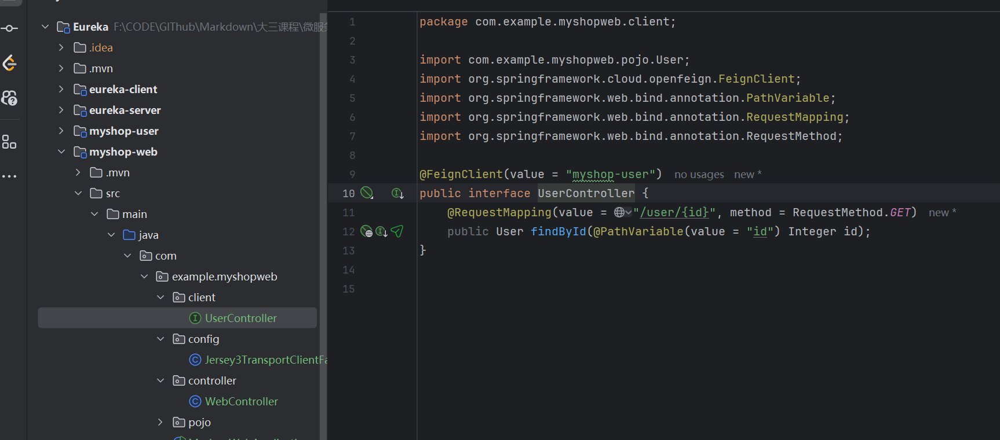 Eureka F:\CODE\GIThub\Markdown\大三课程\微服
.idea
.mvn
eureka-client
eureka-server
myshop-user
myshop-web
.mvn
src
main
java
com
example.myshopweb
client
UserController
config
Jersey3TransportClientFa
controller
WebController
pojo
1 package com.example.myshopweb.client;
2
3 import com.example.myshopweb.pojo.User;
4 import org.springframework.cloud.openfeign.FeignClient;
5 import org.springframework.web.bind.annotation.PathVariable;
6 import org.springframework.web.bind.annotation.RequestMapping;
7 import org.springframework.web.bind.annotation.RequestMethod;
8
9 @FeignClient(value = "myshop-user") no usages new *
10 public interface UserController {
11 @RequestMapping(value = "/user/{id}", method = RequestMethod.GET) new *
12 public User findById(@PathVariable(value = "id") Integer id);
13 }
14
15